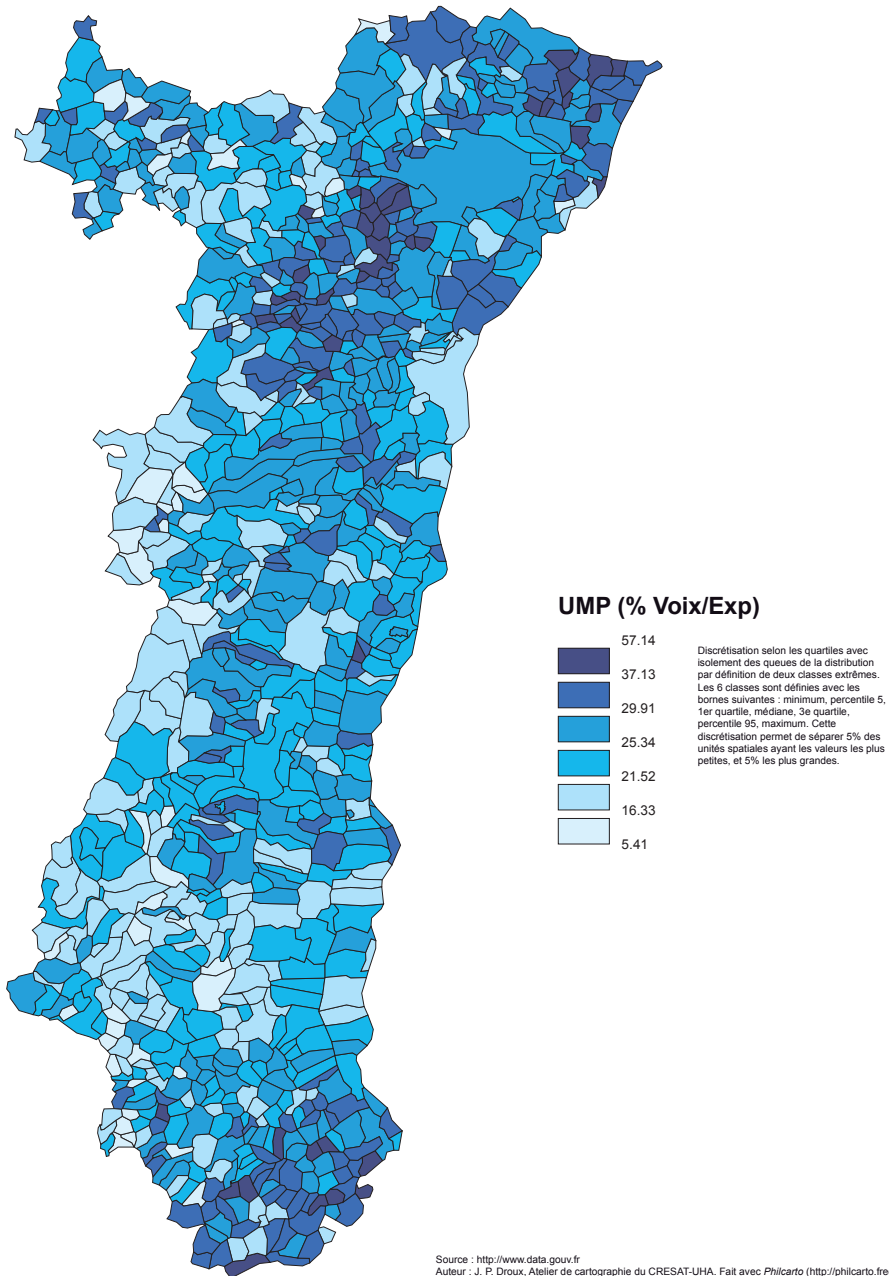 UMP (% Voix/Exp)
57.14
37.13
29.91
25.34
21.52
16.33
5.41
Discrétisation selon les quartiles avec
isolement des queues de la distribution
par définition de deux classes extrêmes.
Les 6 classes sont définies avec les
bornes suivantes : minimum, percentile 5,
1er quartile, médiane, 3e quartile,
percentile 95, maximum. Cette
discrétisation permet de séparer 5% des
unités spatiales ayant les valeurs les plus
petites, et 5% les plus grandes.
Source : http://www.data.gouv.fr
Auteur : J. P. Droux, Atelier de cartographie du CRESAT-UHA. Fait avec Philcarto (http://philcarto.fre